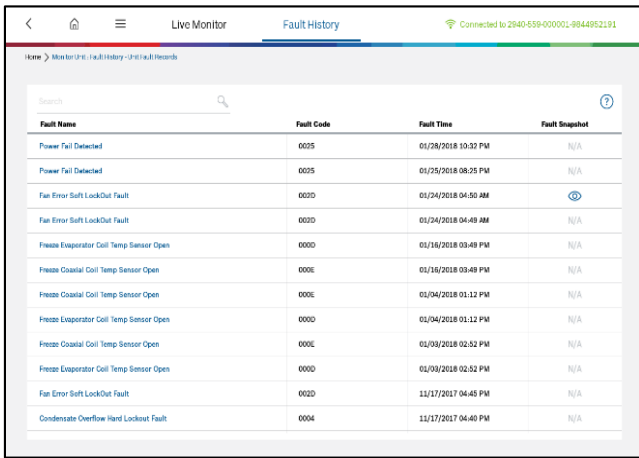 Live Monitor Fault History Connected to 2940-559-000001-9844952191
Home > Monitor Unit : Fault History - Unit Fault Records
Search
Fault Name Fault Code Fault Time Fault Snapshot
Power Fail Detected 0025 01/28/2018 10:32 PM N/A
Power Fail Detected 0025 01/25/2018 08:25 PM N/A
Fan Error Soft LockOut Fault 002D 01/24/2018 04:50 AM
Fan Error Soft LockOut Fault 002D 01/24/2018 04:49 AM N/A
Freeze Evaporator Coil Temp Sensor Open 000D 01/16/2018 03:49 PM N/A
Freeze Coaxial Coil Temp Sensor Open 000E 01/16/2018 03:49 PM N/A
Freeze Coaxial Coil Temp Sensor Open 000E 01/04/2018 01:12 PM N/A
Freeze Evaporator Coil Temp Sensor Open 000D 01/04/2018 01:12 PM N/A
Freeze Coaxial Coil Temp Sensor Open 000E 01/03/2018 02:52 PM N/A
Freeze Evaporator Coil Temp Sensor Open 000D 01/03/2018 02:52 PM N/A
Fan Error Soft LockOut Fault 002D 11/17/2017 04:45 PM N/A
Condensate Overflow Hard Lockout Fault 0004 11/17/2017 04:40 PM N/A